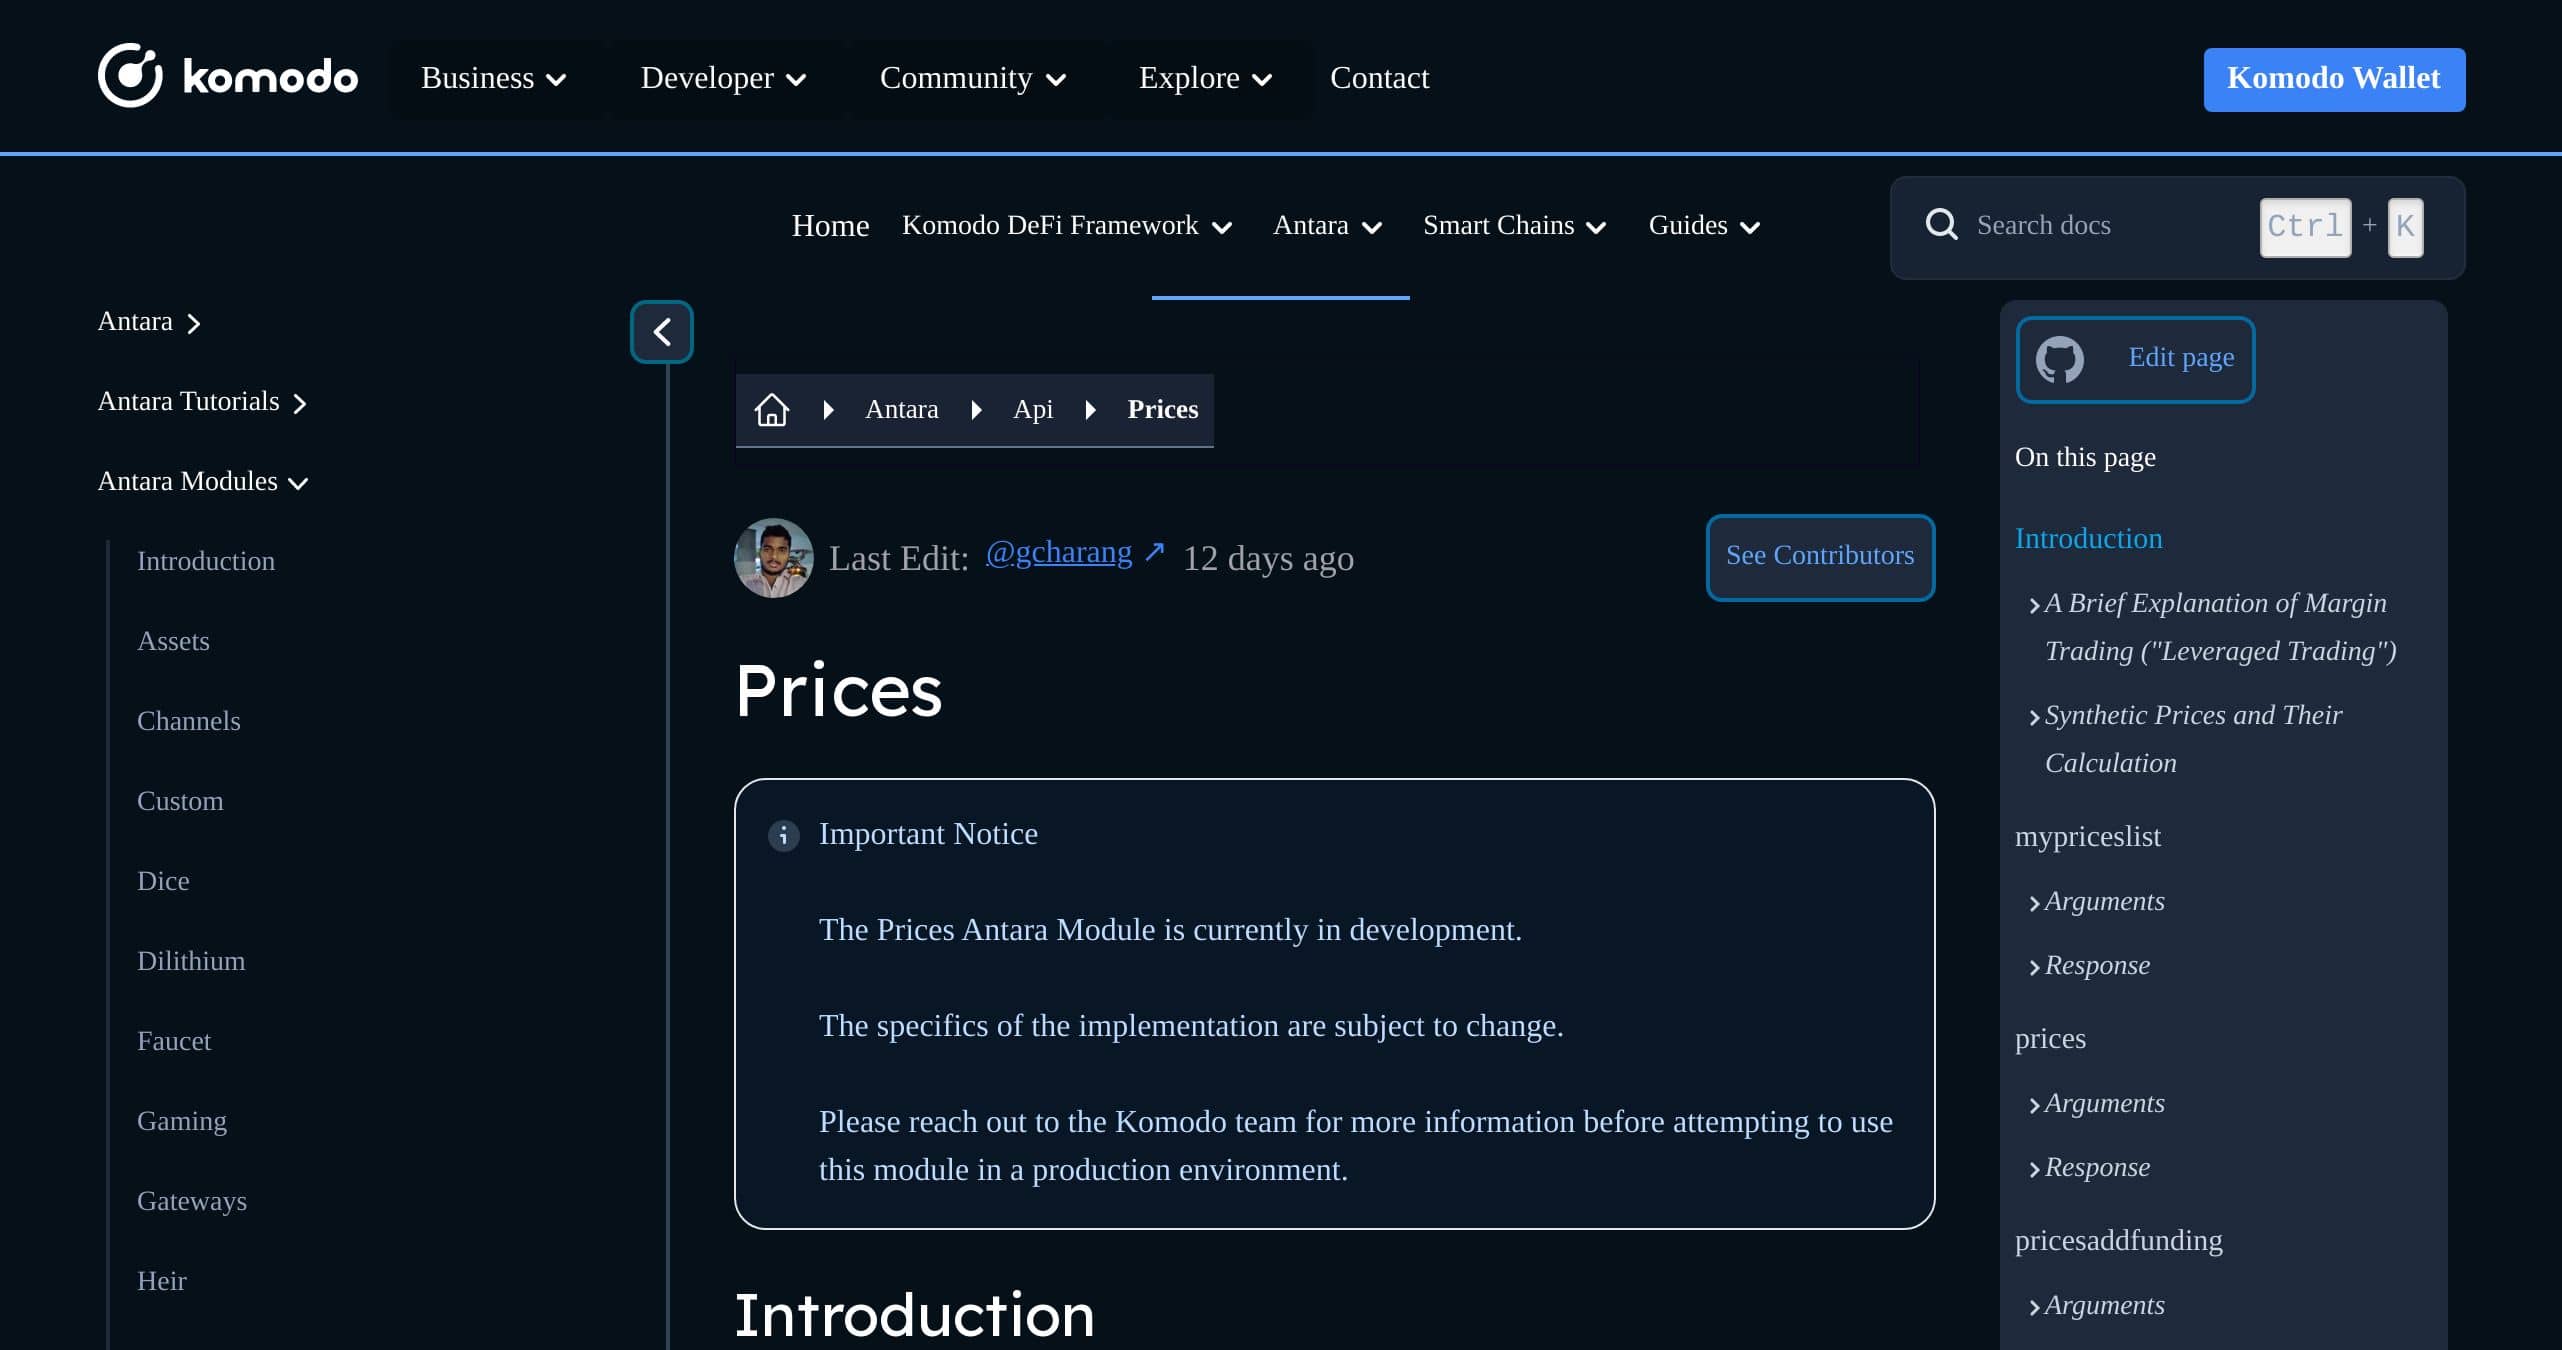 komodo
Business
Developer
Community
Explore
Contact
Komodo Wallet
Home
Komodo DeFi Framework
Antara
Smart Chains
Guides
Search docs
Ctrl + K
Antara
Antara Tutorials
Antara Modules
Introduction
Assets
Channels
Custom
Dice
Dilithium
Faucet
Gaming
Gateways
Heir
Antara
Api
Prices
Last Edit: @gcharang ↗ 12 days ago
See Contributors
Prices
Important Notice
The Prices Antara Module is currently in development.
The specifics of the implementation are subject to change.
Please reach out to the Komodo team for more information before attempting to use
this module in a production environment.
Introduction
Edit page
On this page
Introduction
A Brief Explanation of Margin
Trading ("Leveraged Trading")
Synthetic Prices and Their
Calculation
mypriceslist
Arguments
Response
prices
Arguments
Response
pricesaddfunding
Arguments